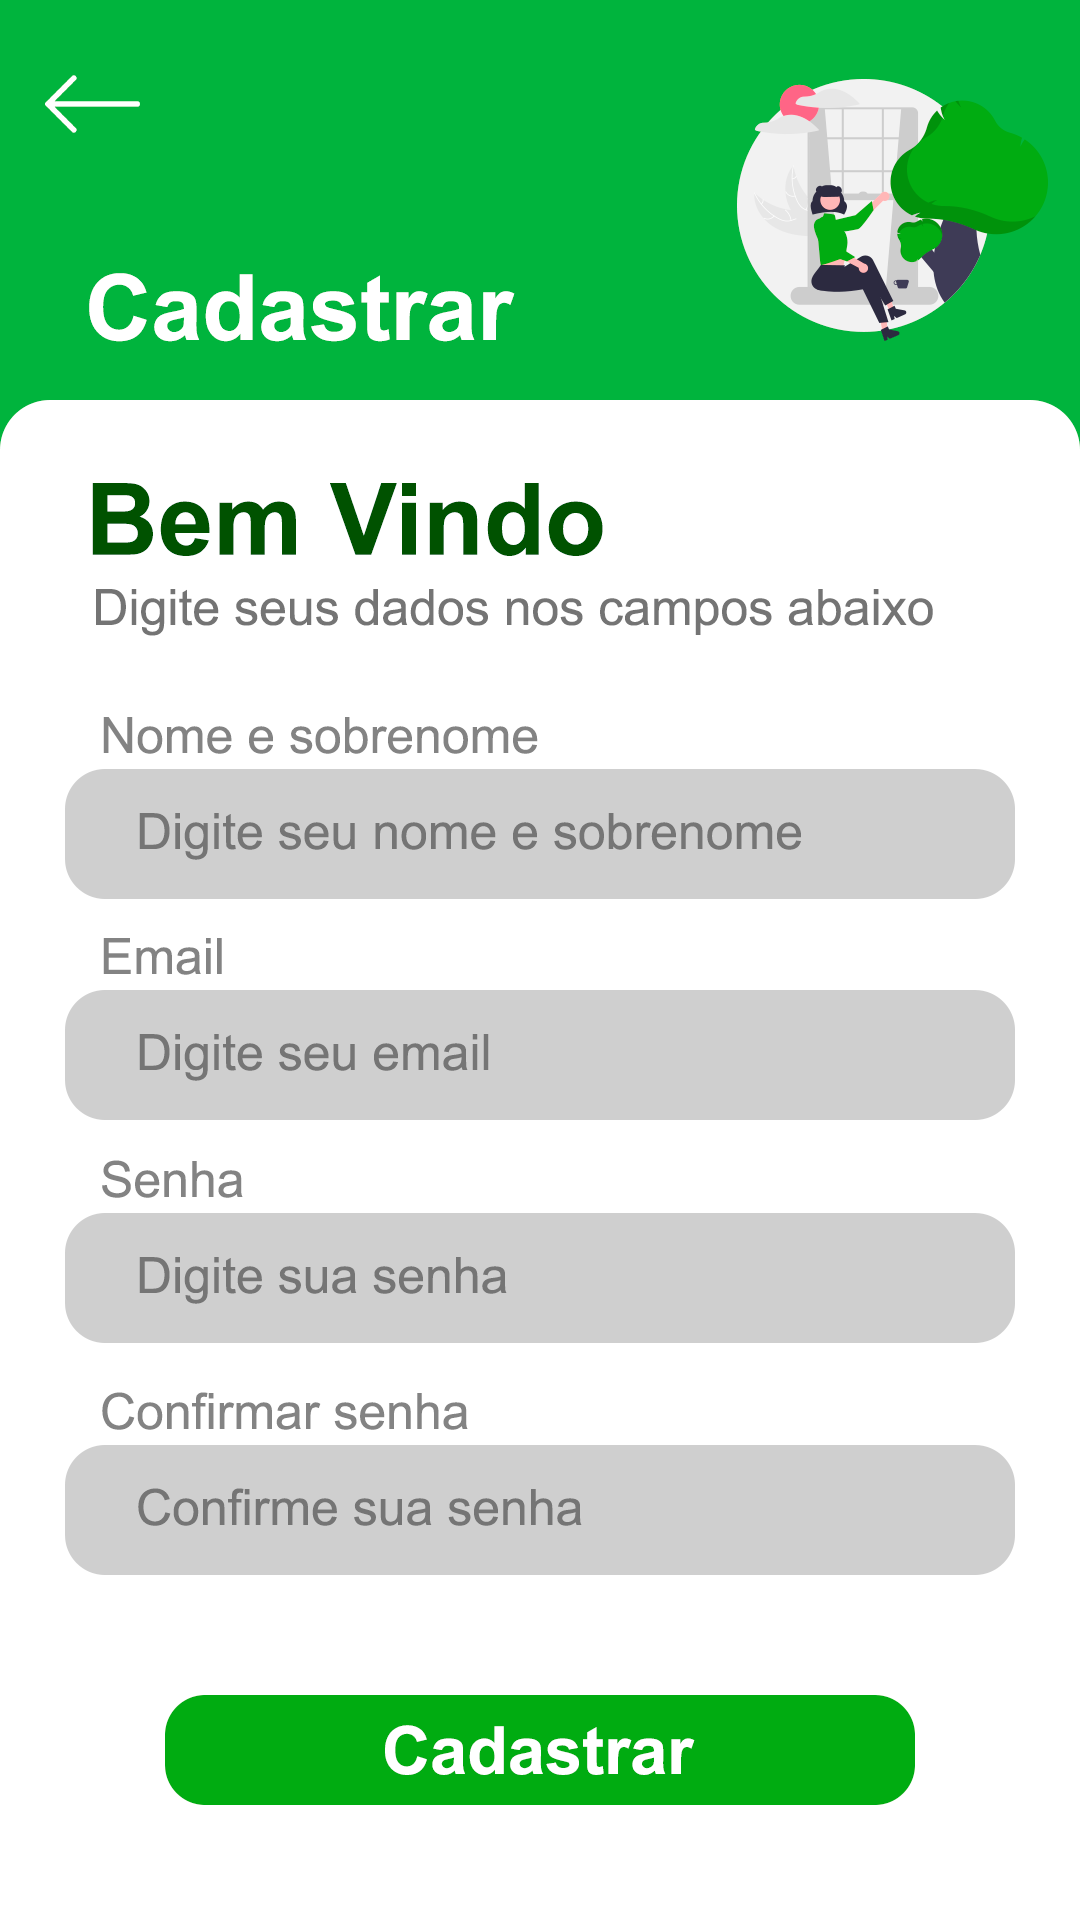 Cadastrar
Bem Vindo
Digite seus dados nos campos abaixo
Nome e sobrenome
Digite seu nome e sobrenome
Email
Digite seu email
Senha
Digite sua senha
Confirmar senha
Confirme sua senha
Cadastrar